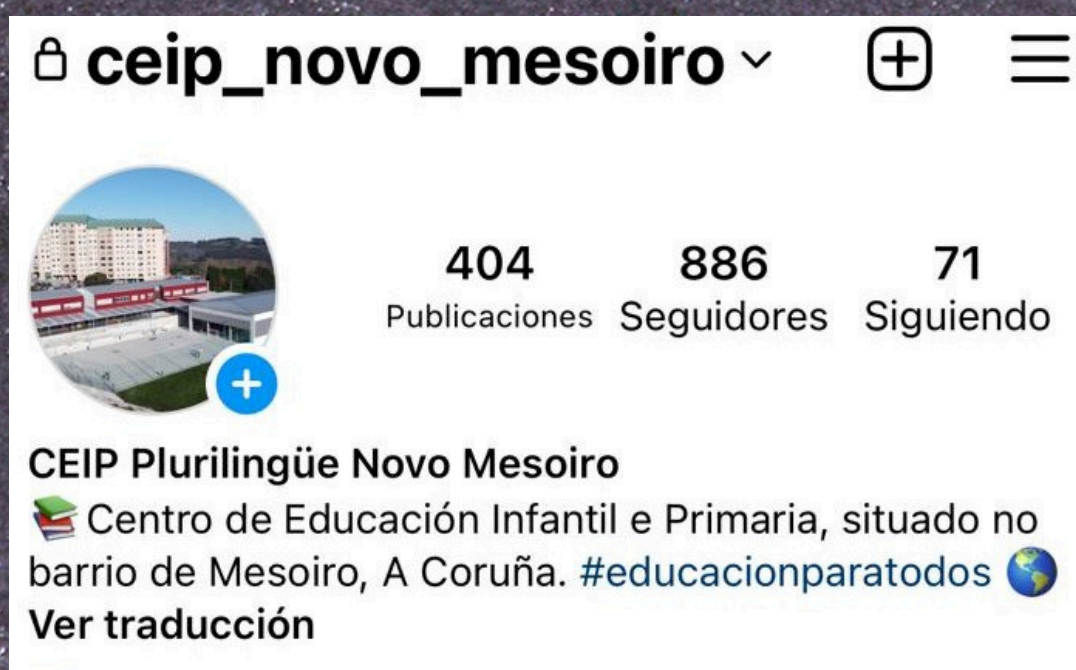 ceip_novo_mesoiro
404 886 71
Publicaciones Seguidores Siguiendo
CEIP Plurilingüe Novo Mesoiro
Centro de Educación Infantil e Primaria, situado no
barrio de Mesoiro, A Coruña. #educacionparatodos
Ver traducción